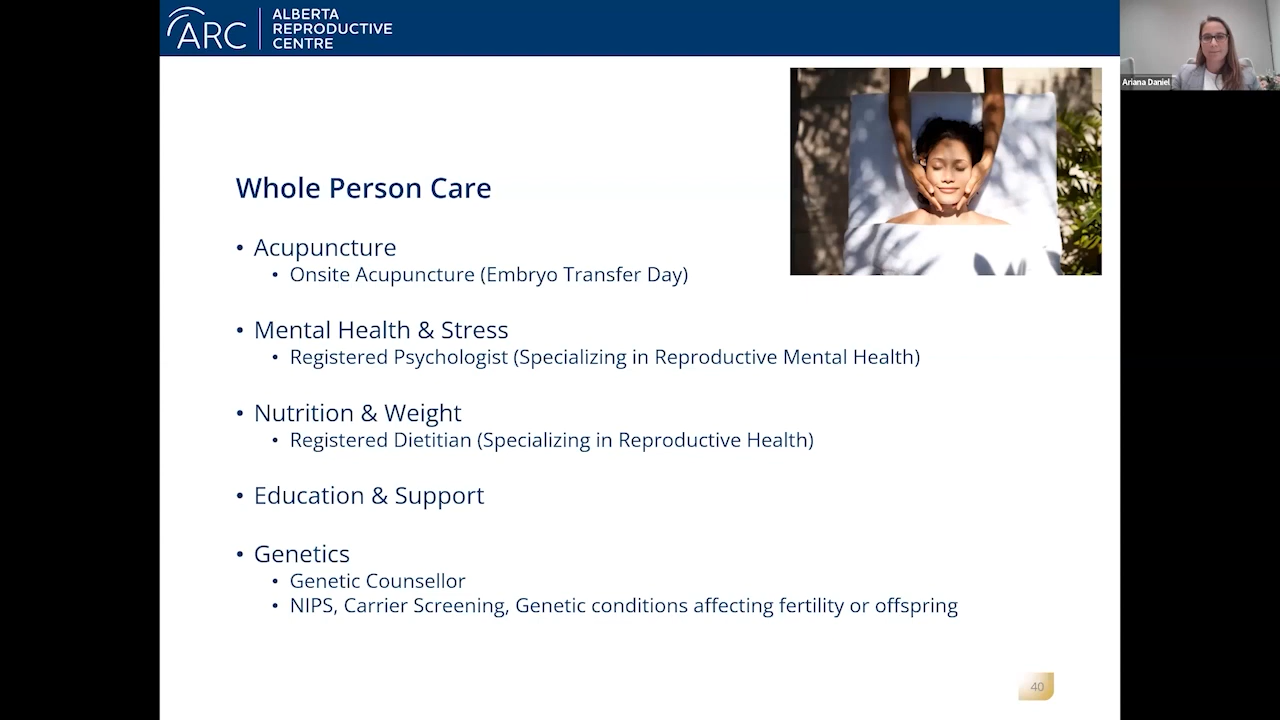 ARC
ALBERTA
REPRODUCTIVE
CENTRE
Ariana Daniel
Whole Person Care
• Acupuncture
• Onsite Acupuncture (Embryo Transfer Day)
• Mental Health & Stress
• Registered Psychologist (Specializing in Reproductive Mental Health)
• Nutrition & Weight
• Registered Dietitian (Specializing in Reproductive Health)
• Education & Support
• Genetics
• Genetic Counsellor
• NIPS, Carrier Screening, Genetic conditions affecting fertility or offspring
40